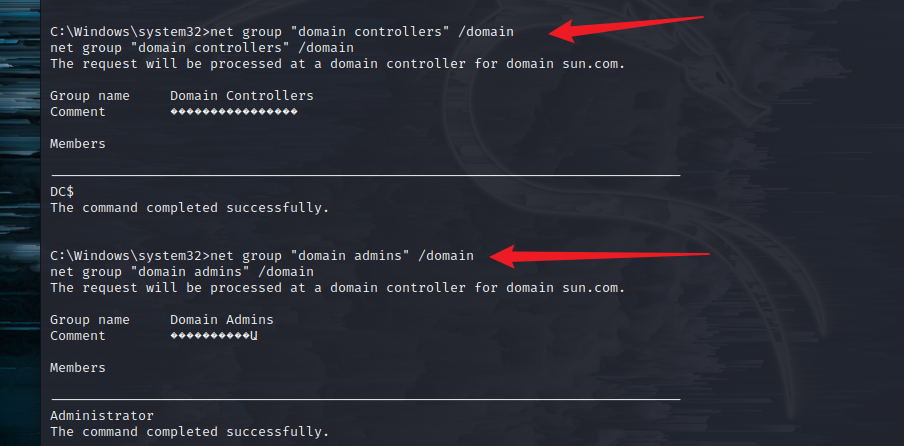 C:\Windows\system32>net group "domain controllers" /domain
net group "domain controllers" /domain
The request will be processed at a domain controller for domain sun.com.
Group name     Domain Controllers
Comment        �����������������
Members
-------------------------------------------------------------------------------
DC$
The command completed successfully.
C:\Windows\system32>net group "domain admins" /domain
net group "domain admins" /domain
The request will be processed at a domain controller for domain sun.com.
Group name     Domain Admins
Comment        ����������U
Members
-------------------------------------------------------------------------------
Administrator
The command completed successfully.